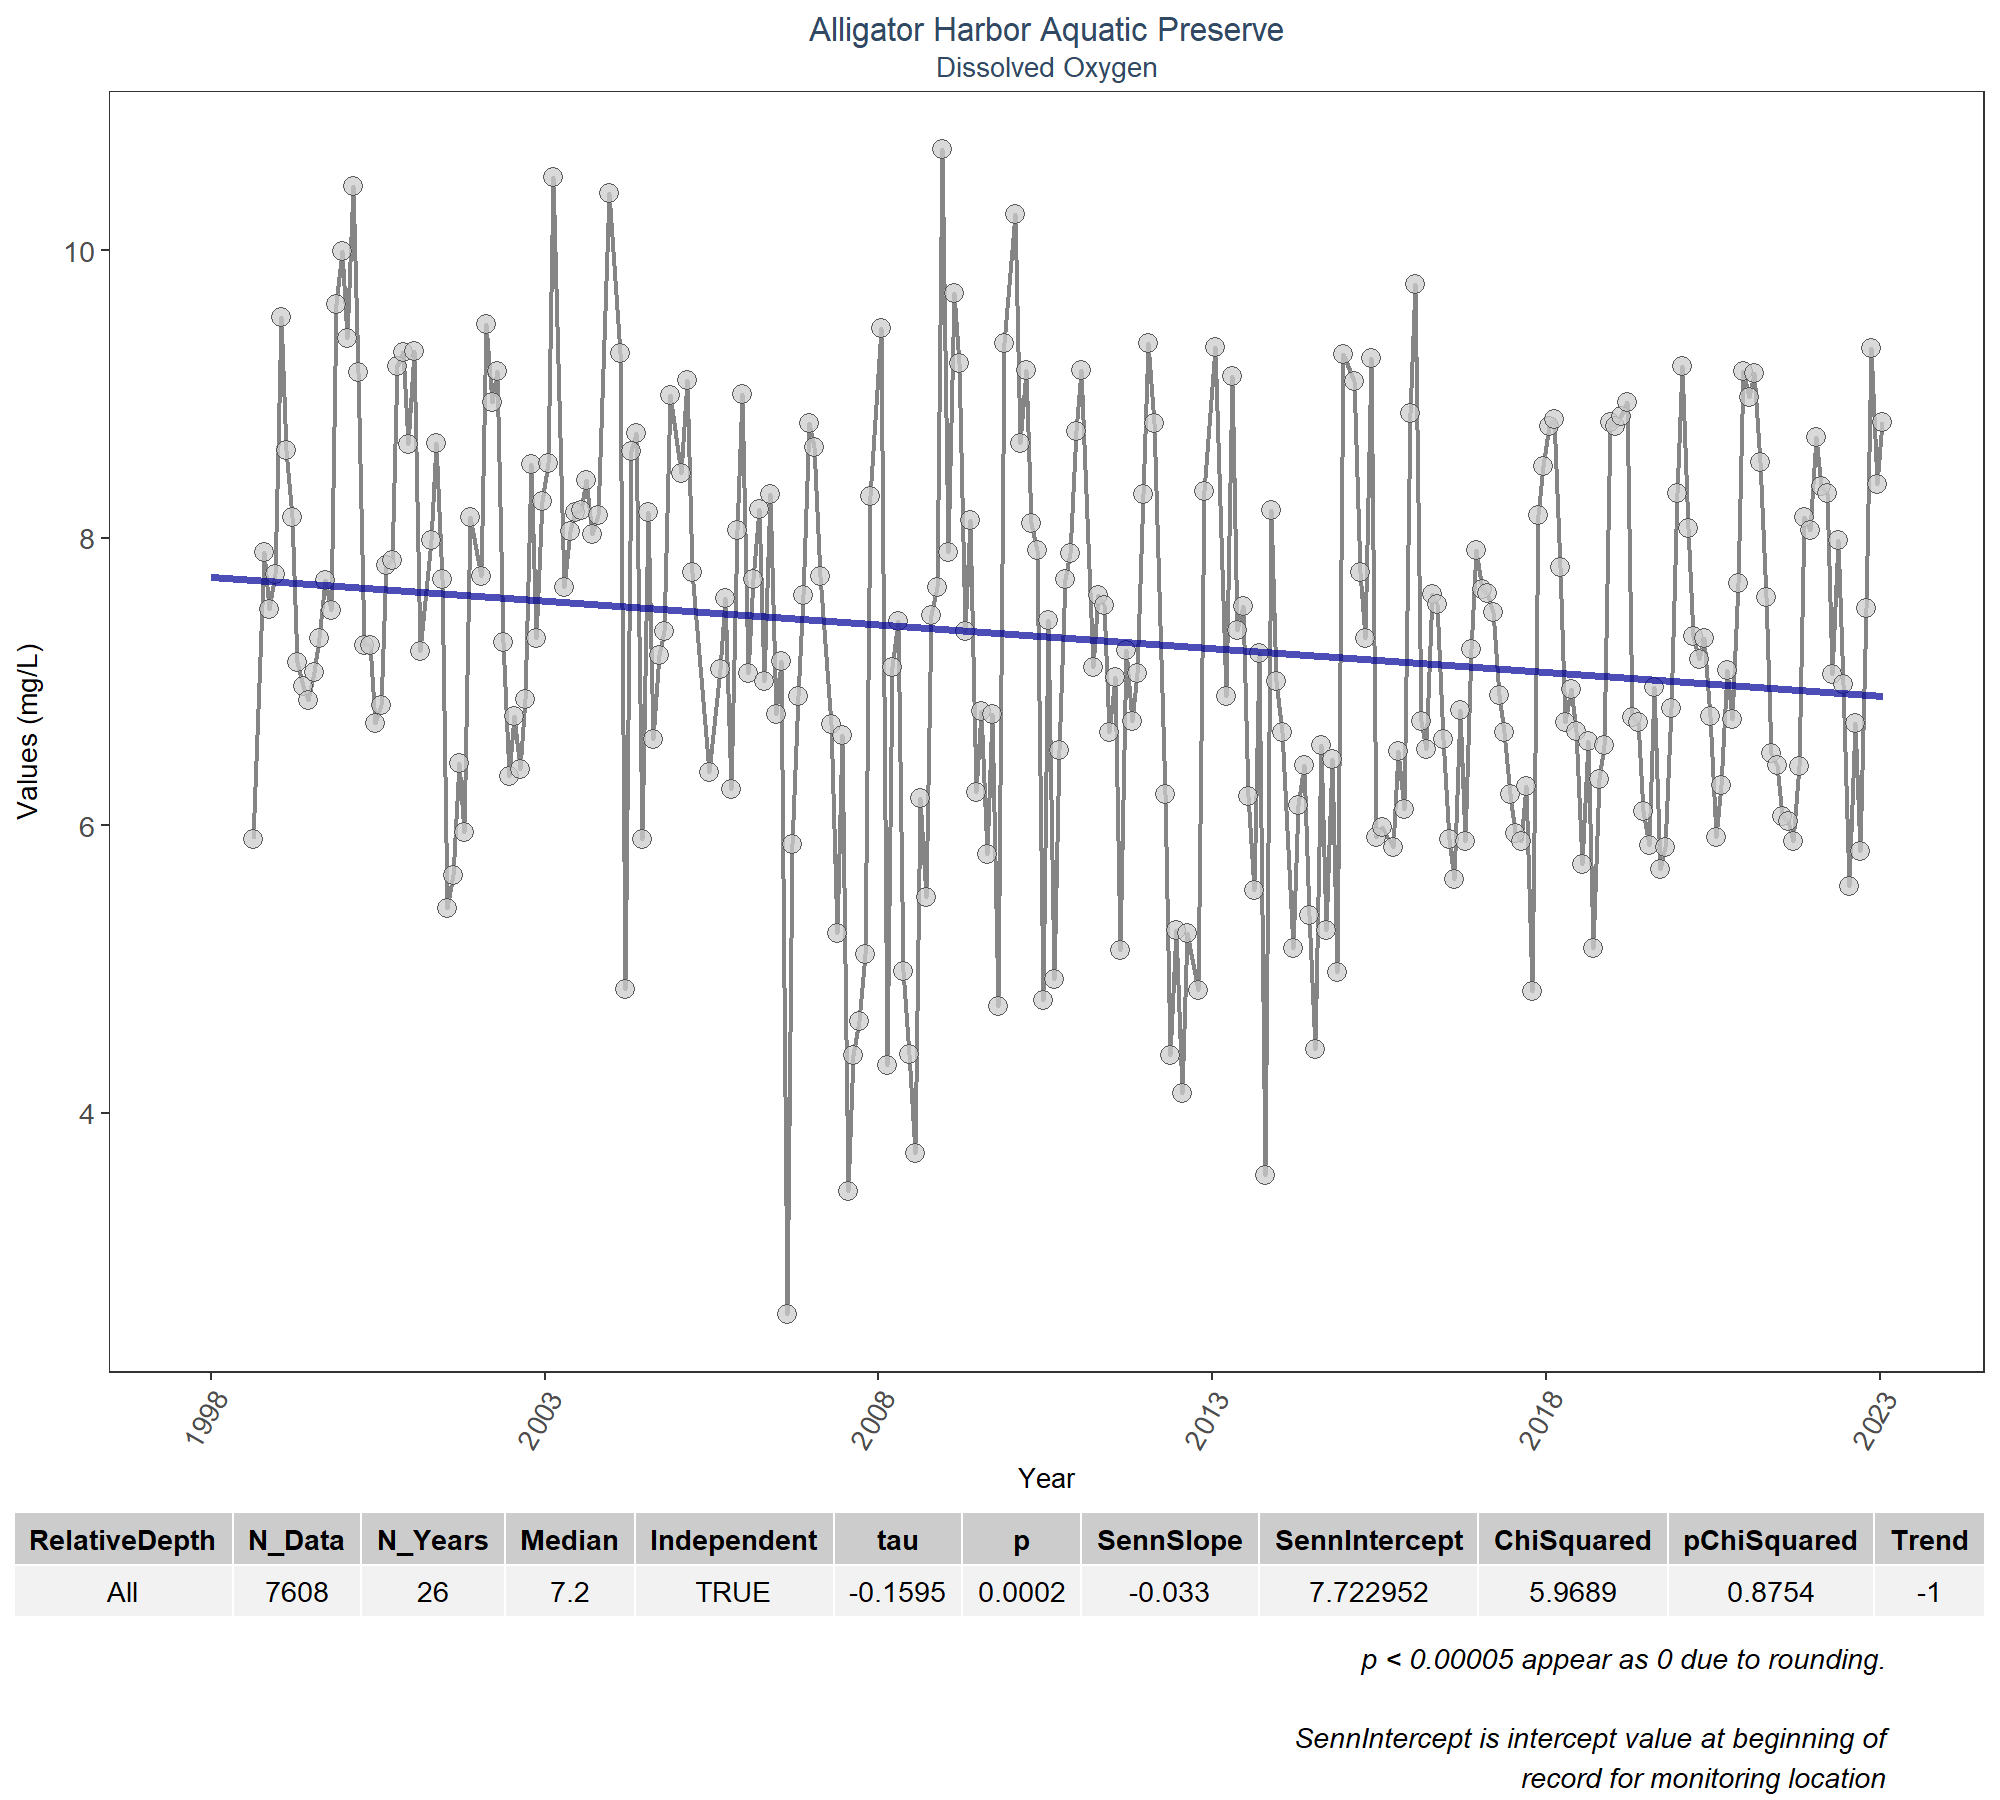 Alligator Harbor Aquatic Preserve
Dissolved Oxygen
Values (mg/L)
10
8
6
4
1998 2003 2008 2013 2018 2023
Year
RelativeDepth N_Data N_Years Median Independent tau p SennSlope SennIntercept ChiSquared pChiSquared Trend
All 7608 26 7.2 TRUE -0.1595 0.0002 -0.033 7.722952 5.9689 0.8754 -1
p < 0.00005 appear as 0 due to rounding.
SennIntercept is intercept value at beginning of
record for monitoring location